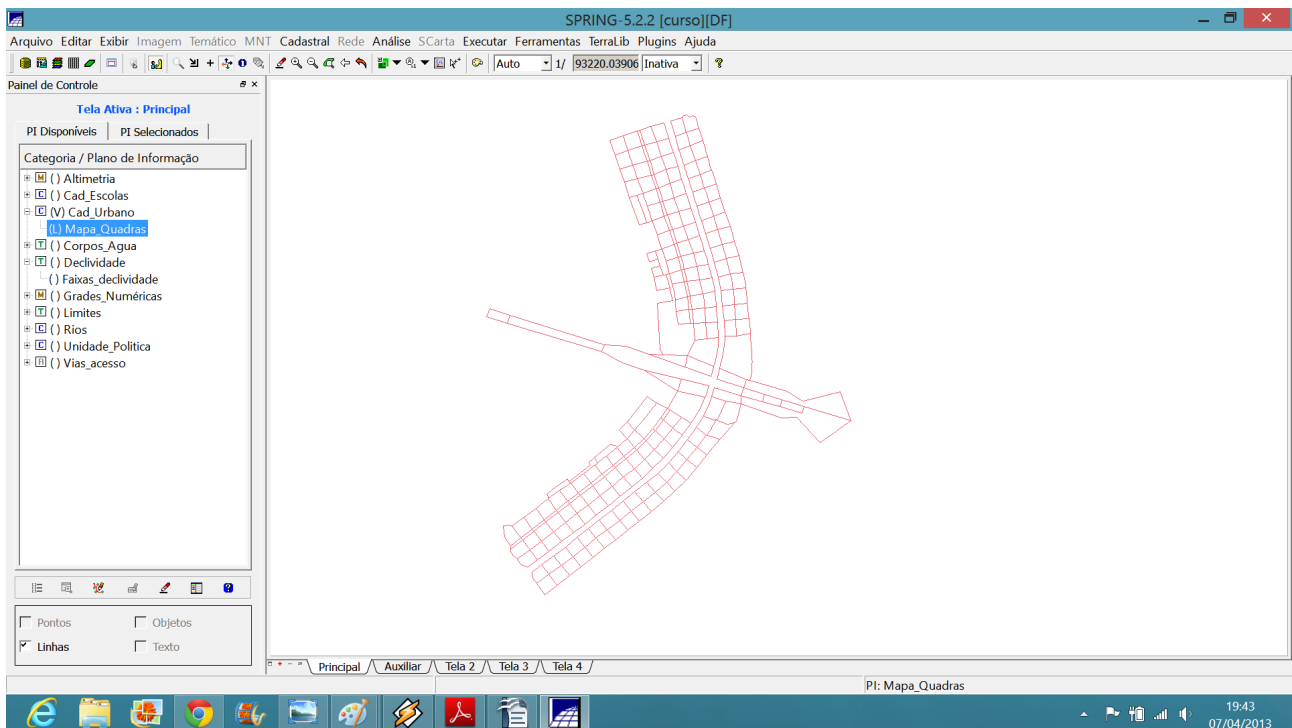 SPRING-5.2.2 [curso][DF]
Arquivo Editar Exibir Imagem Temático MNT Cadastral Rede Análise SCarta Executar Ferramentas TerraLib Plugins Ajuda
Auto 1/ 93220.03906 Inativa
Painel de Controle
Tela Ativa : Principal
PI Disponíveis PI Selecionados
Categoria / Plano de Informação
M () Altimetria
C () Cad_Escolas
C (V) Cad_Urbano
(L) Mapa_Quadras
T () Corpos_Agua
T () Declividade
() Faixas_declividade
M () Grades_Numéricas
T () Limites
C () Rios
C () Unidade_Politica
R () Vias_acesso
Pontos Objetos
Linhas Texto
Principal Auxiliar Tela 2 Tela 3 Tela 4
PI: Mapa_Quadras
19:43
07/04/2013